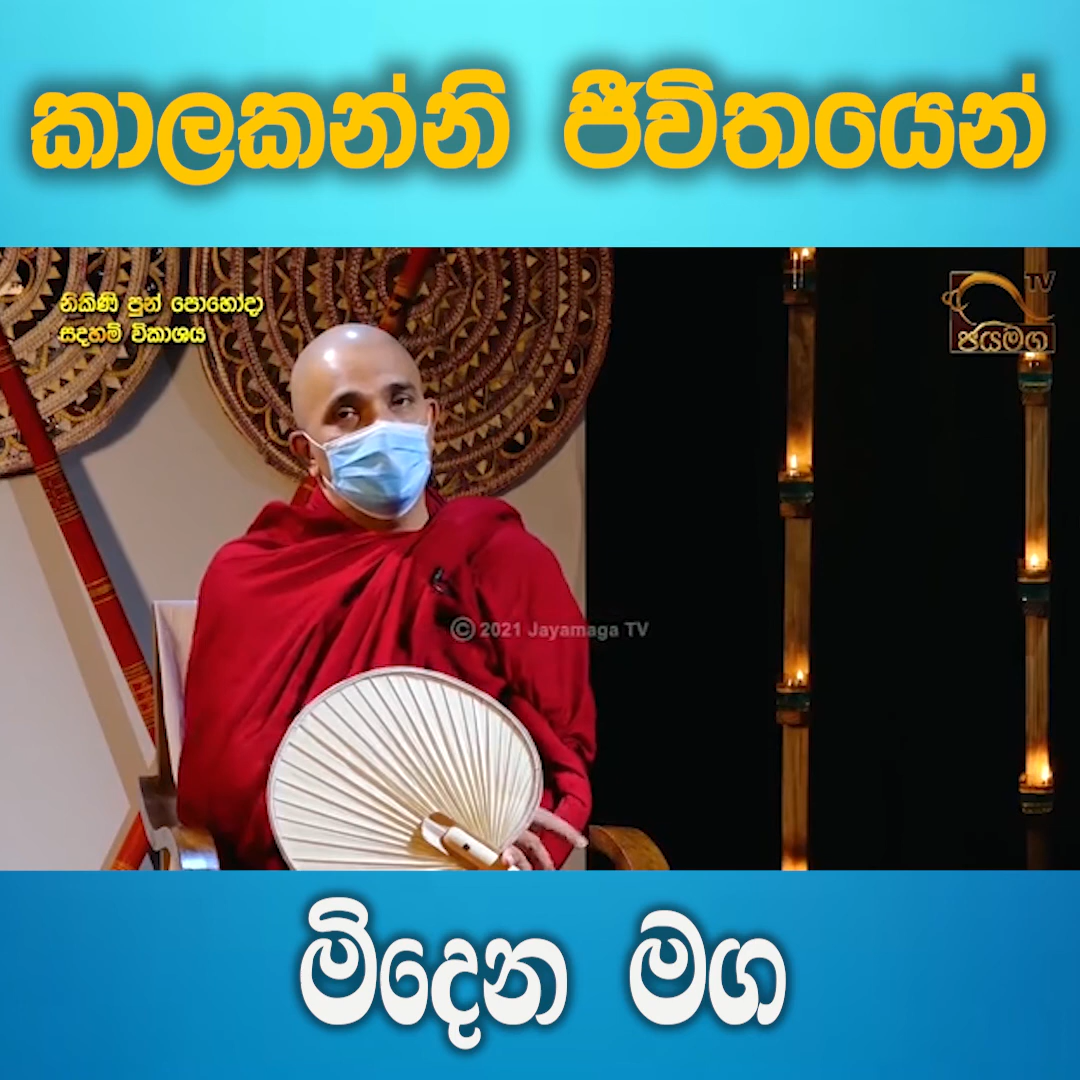 කාලකන්නි ජීවිතයෙන්
නිකිණි පුන් පොහෝදා
සදහම් විකාශය
TV
ජයමග
© 2021 Jayamaga TV
මිදෙන මග